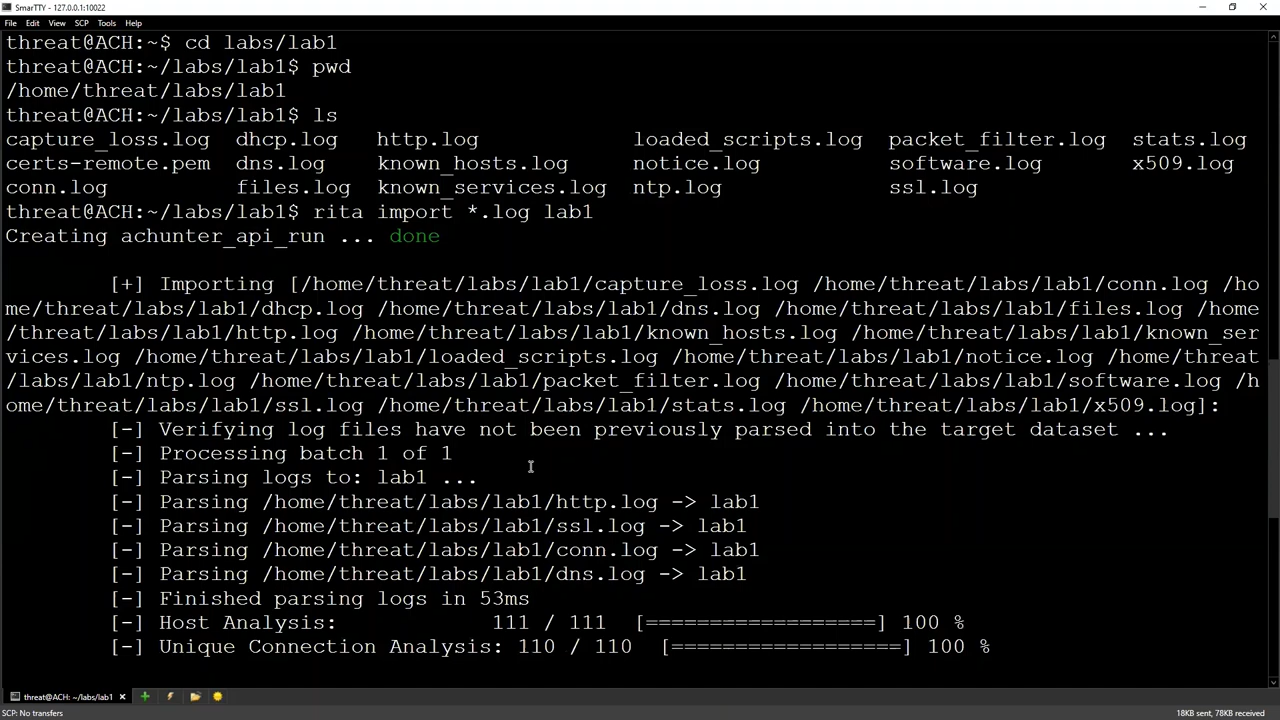 SmarTTY - 127.0.0.1:10022
File Edit View SCP Tools Help
threat@ACH:~$ cd labs/lab1
threat@ACH:~/labs/lab1$ pwd
/home/threat/labs/lab1
threat@ACH:~/labs/lab1$ ls
capture_loss.log dhcp.log http.log loaded_scripts.log packet_filter.log stats.log
certs-remote.pem dns.log known_hosts.log notice.log software.log x509.log
conn.log files.log known_services.log ntp.log ssl.log
threat@ACH:~/labs/lab1$ rita import *.log lab1
Creating achunter_api_run ... done
[+] Importing [/home/threat/labs/lab1/capture_loss.log /home/threat/labs/lab1/conn.log /ho
me/threat/labs/lab1/dhcp.log /home/threat/labs/lab1/dns.log /home/threat/labs/lab1/files.log /home
/threat/labs/lab1/http.log /home/threat/labs/lab1/known_hosts.log /home/threat/labs/lab1/known_ser
vices.log /home/threat/labs/lab1/loaded_scripts.log /home/threat/labs/lab1/notice.log /home/threat
/labs/lab1/ntp.log /home/threat/labs/lab1/packet_filter.log /home/threat/labs/lab1/software.log /h
ome/threat/labs/lab1/ssl.log /home/threat/labs/lab1/stats.log /home/threat/labs/lab1/x509.log]:
[-] Verifying log files have not been previously parsed into the target dataset ...
[-] Processing batch 1 of 1
[-] Parsing logs to: lab1 ...
[-] Parsing /home/threat/labs/lab1/http.log -> lab1
[-] Parsing /home/threat/labs/lab1/ssl.log -> lab1
[-] Parsing /home/threat/labs/lab1/conn.log -> lab1
[-] Parsing /home/threat/labs/lab1/dns.log -> lab1
[-] Finished parsing logs in 53ms
[-] Host Analysis: 111 / 111 [==================] 100 %
[-] Unique Connection Analysis: 110 / 110 [==================] 100 %
threat@ACH: ~/labs/lab1
SCP: No transfers 18KB sent, 78KB received